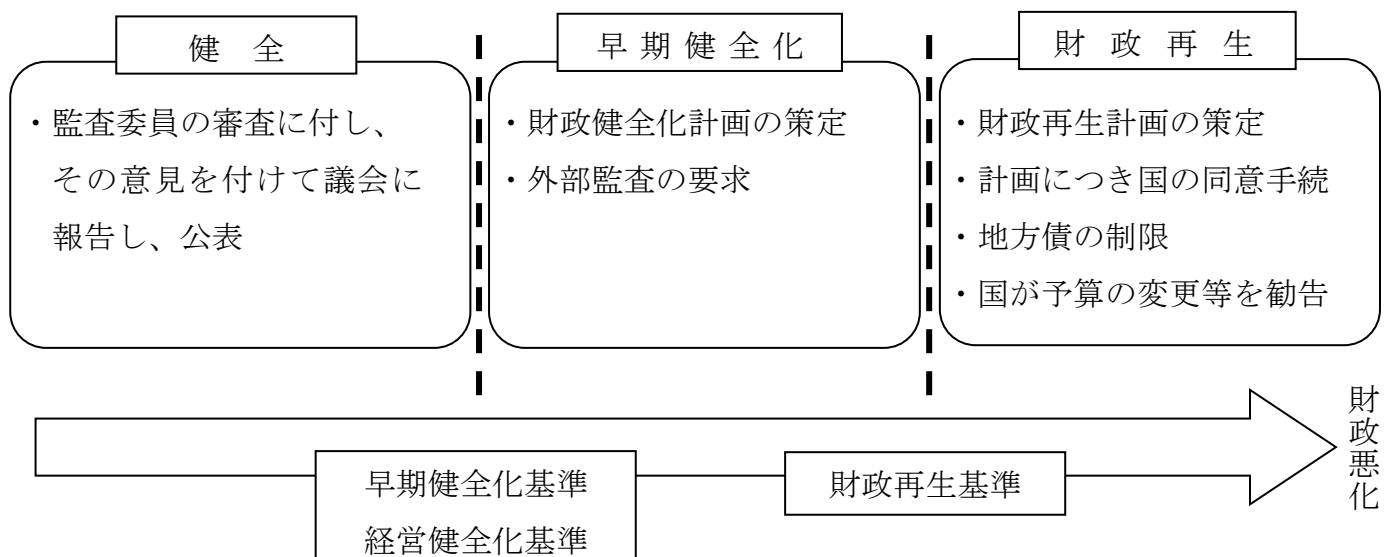 健全
・監査委員の審査に付し、
その意見を付けて議会に
報告し、公表
早期健全化
・財政健全化計画の策定
・外部監査の要求
財政再生
・財政再生計画の策定
・計画につき国の同意手続
・地方債の制限
・国が予算の変更等を勧告
財政悪化
早期健全化基準
経営健全化基準
財政再生基準